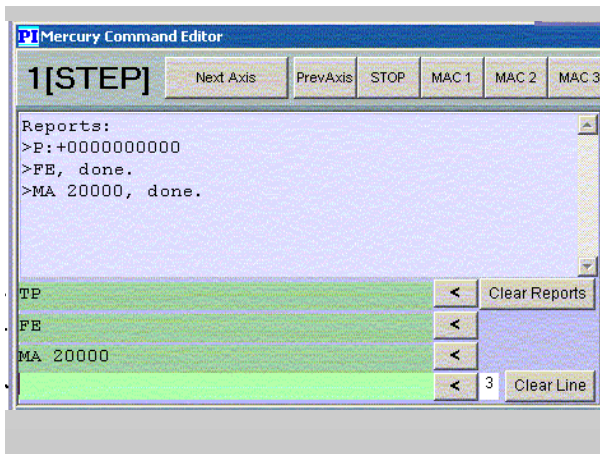 PI Mercury Command Editor
1[STEP] Next Axis PrevAxis STOP MAC 1 MAC 2 MAC 3
Reports:
>P:+0000000000
>FE, done.
>MA 20000, done.
TP < Clear Reports
FE <
MA 20000 <
< 3 Clear Line